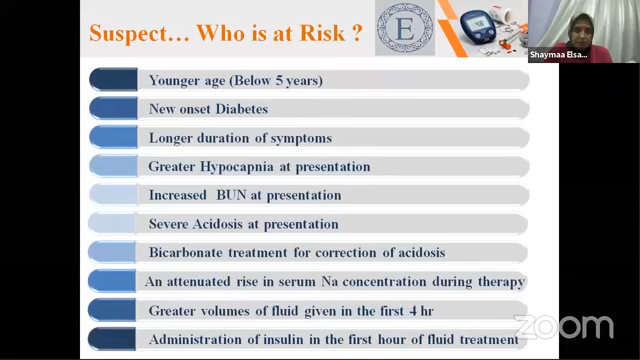 Suspect… Who is at Risk ?
E
4.8
Shaymaa Elsa...
Younger age (Below 5 years)
New onset Diabetes
Longer duration of symptoms
Greater Hypocapnia at presentation
Increased BUN at presentation
Severe Acidosis at presentation
Bicarbonate treatment for correction of acidosis
An attenuated rise in serum Na concentration during therapy
Greater volumes of fluid given in the first 4 hr
Administration of insulin in the first hour of fluid treatment
zoom